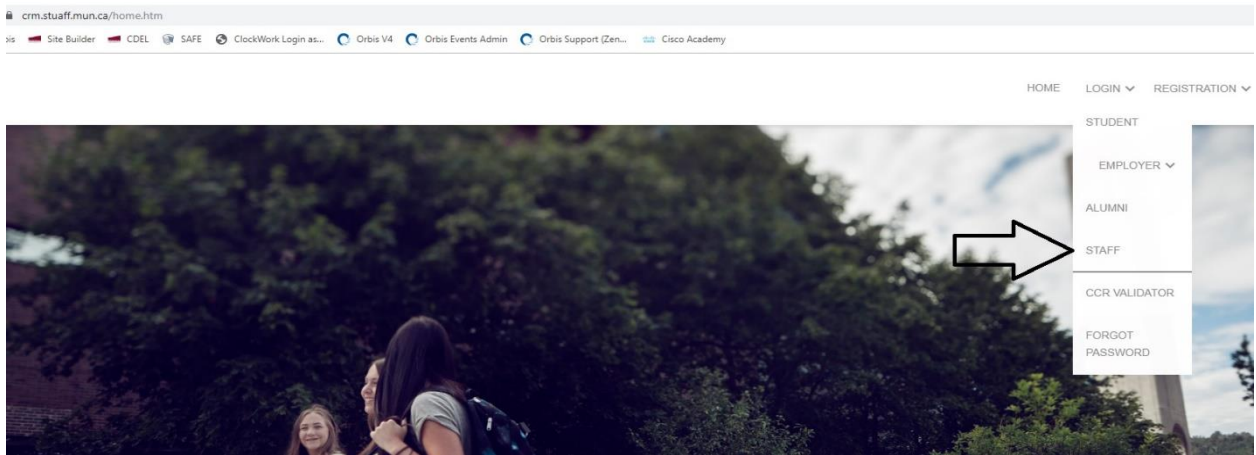 crm.stuaff.mun.ca/home.htm
Site Builder CDEL SAFE ClockWork Login as... Orbis V4 Orbis Events Admin Orbis Support (Zen... Cisco Academy
HOME LOGIN REGISTRATION
STUDENT
EMPLOYER
ALUMNI
STAFF
CCR VALIDATOR
FORGOT
PASSWORD